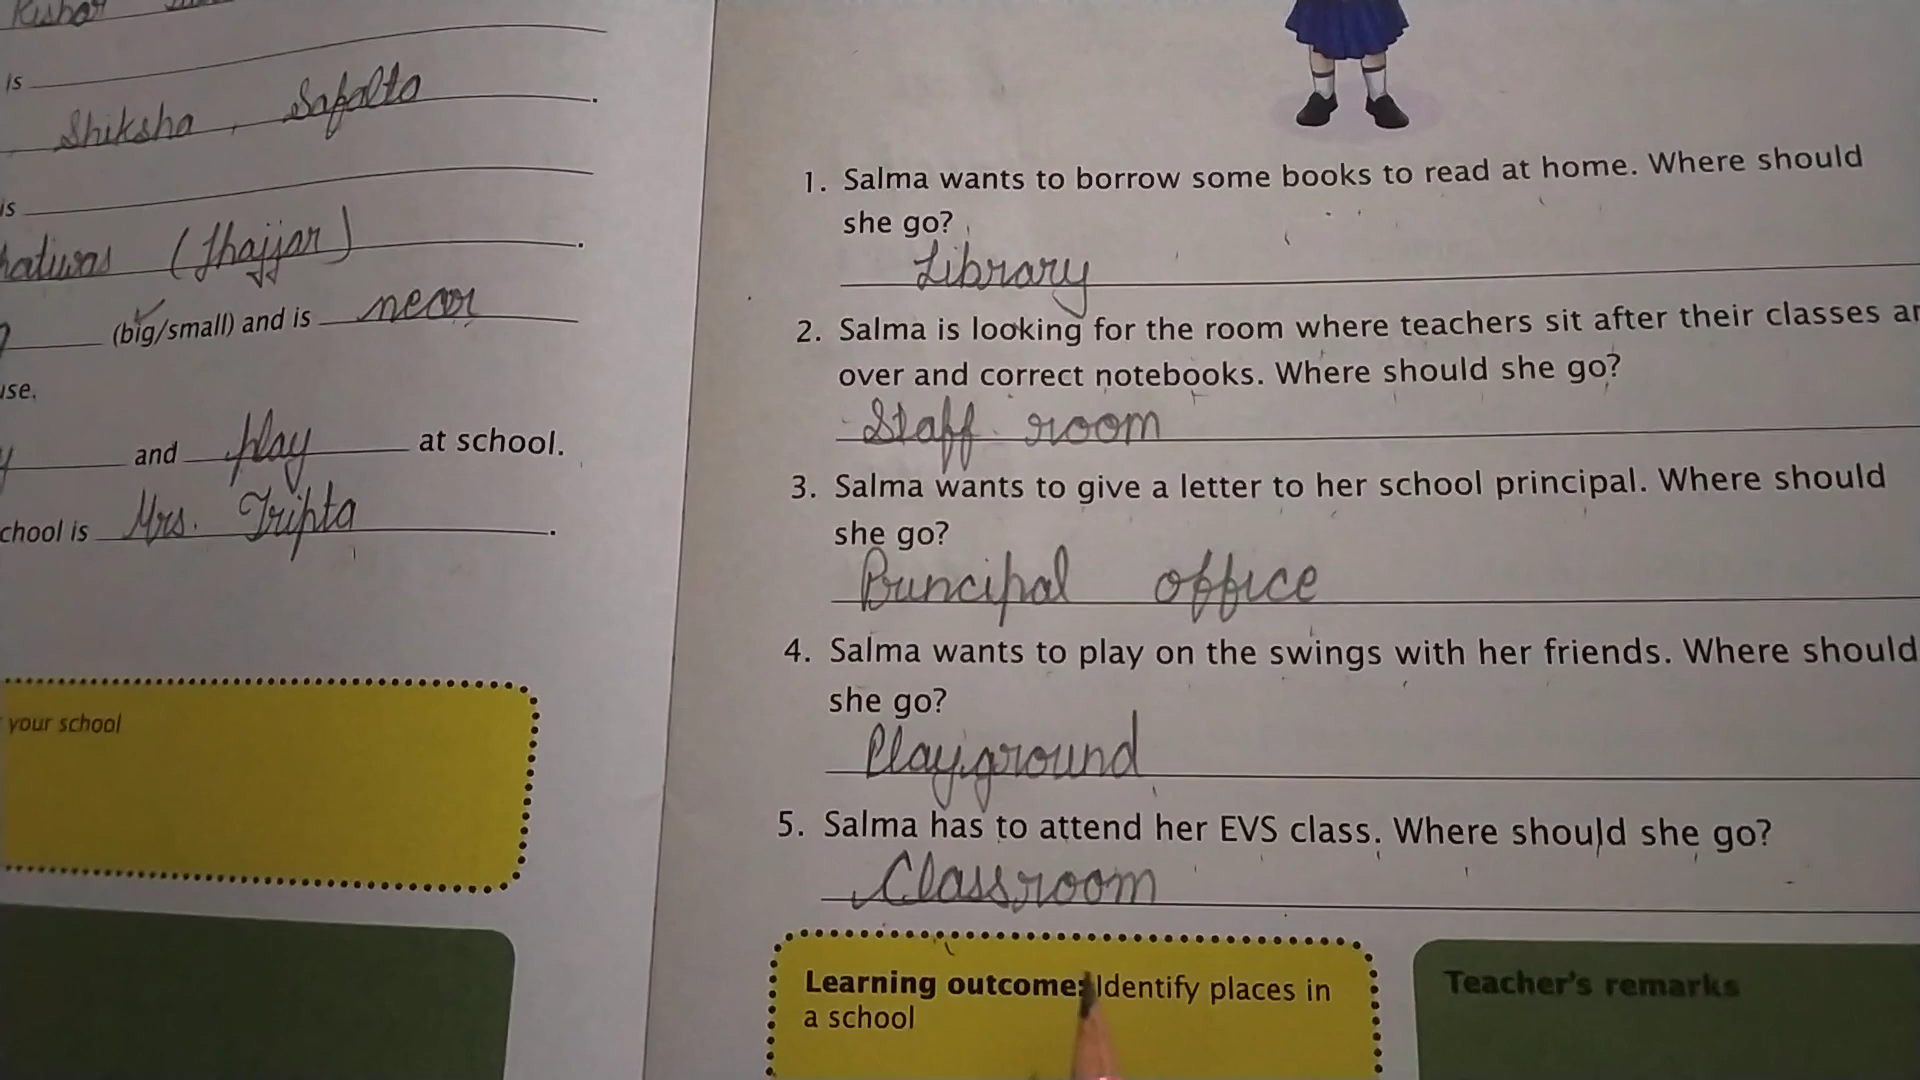 Kishor
is
Shiksha, Safalta.
is
(Jhajjar).
(big/small) and is near
use.
and play at school.
chool is Mrs. Tripta.
your school
1. Salma wants to borrow some books to read at home. Where should
she go?
Library
2. Salma is looking for the room where teachers sit after their classes ar
over and correct notebooks. Where should she go?
Staff room
3. Salma wants to give a letter to her school principal. Where should
she go?
Principal office
4. Salma wants to play on the swings with her friends. Where should
she go?
Playground
5. Salma has to attend her EVS class. Where should she go?
Classroom
Learning outcome: Identify places in
a school
Teacher's remarks